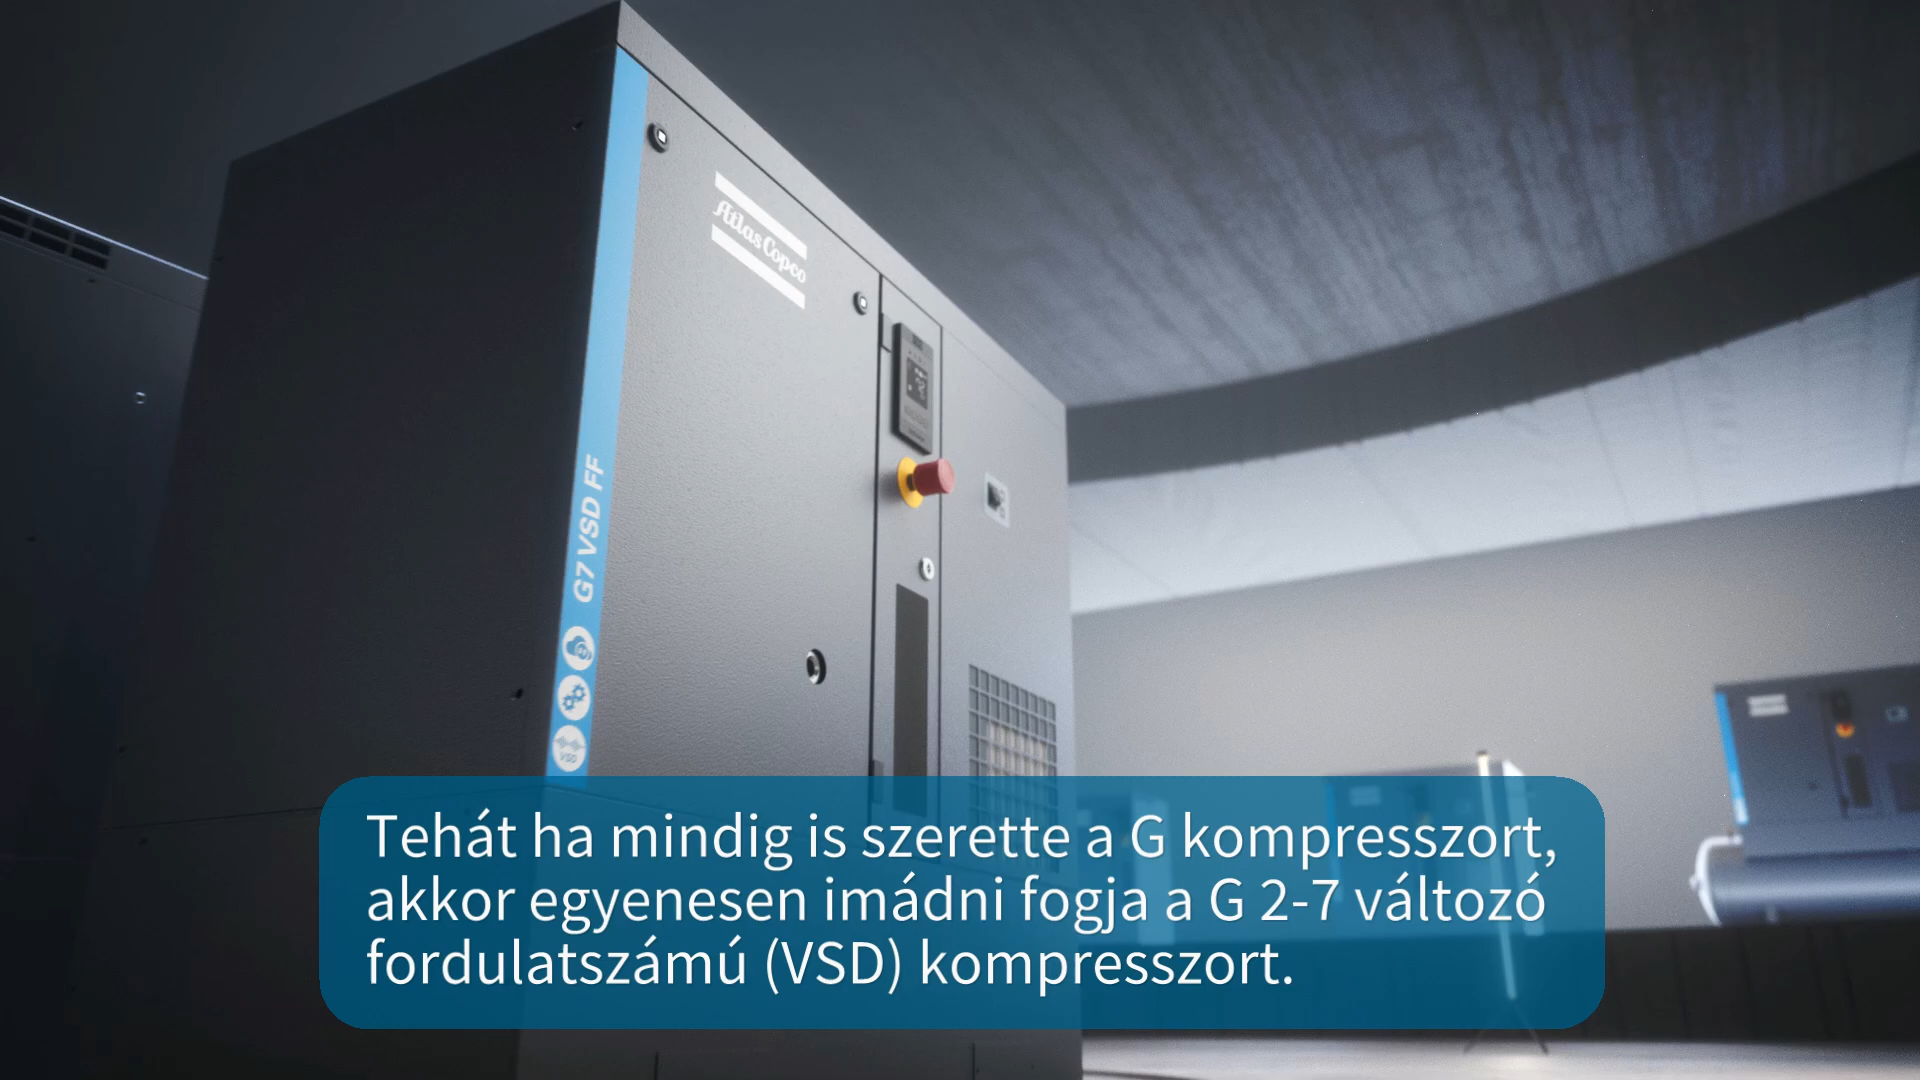 Atlas Copco
G7 VSD FF
VSD
Tehát ha mindig is szerette a G kompresszort,
akkor egyenesen imádni fogja a G 2-7 változó
fordulatszámú (VSD) kompresszort.